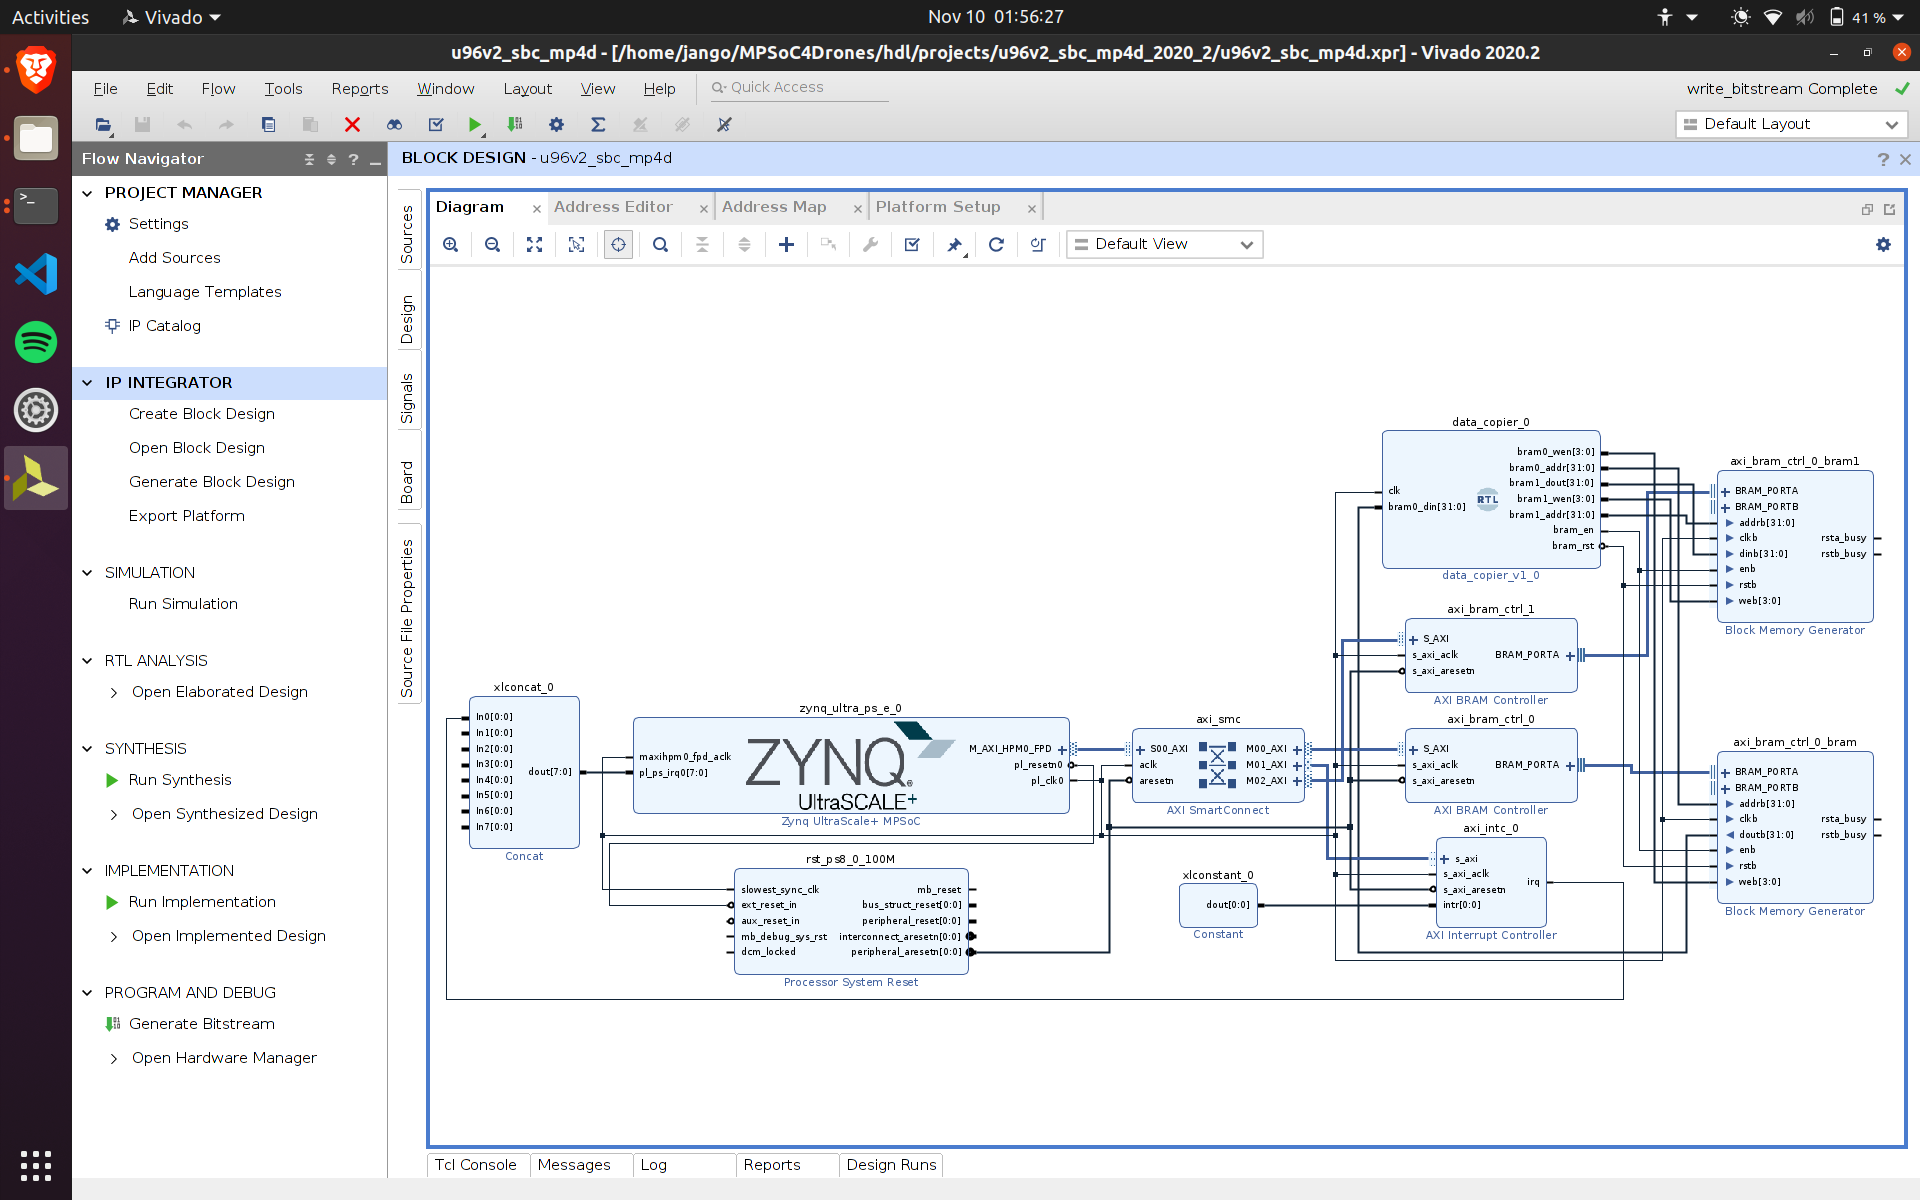 Activities
Vivado
Nov 10 01:56:27
41 %
u96v2_sbc_mp4d - [/home/jango/MPSoC4Drones/hdl/projects/u96v2_sbc_mp4d_2020_2/u96v2_sbc_mp4d.xpr] - Vivado 2020.2
File Edit Flow Tools Reports Window Layout View Help
Quick Access
write_bitstream Complete
Default Layout
Flow Navigator
PROJECT MANAGER
Settings
Add Sources
Language Templates
IP Catalog
IP INTEGRATOR
Create Block Design
Open Block Design
Generate Block Design
Export Platform
SIMULATION
Run Simulation
RTL ANALYSIS
Open Elaborated Design
SYNTHESIS
Run Synthesis
Open Synthesized Design
IMPLEMENTATION
Run Implementation
Open Implemented Design
PROGRAM AND DEBUG
Generate Bitstream
Open Hardware Manager
BLOCK DESIGN - u96v2_sbc_mp4d
Sources
Design
Signals
Board
Source File Properties
Diagram
Address Editor
Address Map
Platform Setup
Default View
xlconcat_0
In0[0:0]
In1[0:0]
In2[0:0]
In3[0:0]
In4[0:0]
In5[0:0]
In6[0:0]
In7[0:0]
dout[7:0]
Concat
zynq_ultra_ps_e_0
maxihpm0_fpd_aclk
pl_ps_irq0[7:0]
ZYNQ
UltraSCALE+
M_AXI_HPM0_FPD
pl_resetn0
pl_clk0
Zynq UltraScale+ MPSoC
rst_ps8_0_100M
slowest_sync_clk
ext_reset_in
aux_reset_in
mb_debug_sys_rst
dcm_locked
mb_reset
bus_struct_reset[0:0]
peripheral_reset[0:0]
interconnect_aresetn[0:0]
peripheral_aresetn[0:0]
Processor System Reset
axi_smc
S00_AXI
aclk
aresetn
M00_AXI
M01_AXI
M02_AXI
AXI SmartConnect
xlconstant_0
dout[0:0]
Constant
data_copier_0
clk
bram0_din[31:0]
RTL
bram0_wen[3:0]
bram0_addr[31:0]
bram1_dout[31:0]
bram1_wen[3:0]
bram1_addr[31:0]
bram_en
bram_rst
data_copier_v1_0
axi_bram_ctrl_1
S_AXI
s_axi_aclk
s_axi_aresetn
BRAM_PORTA
AXI BRAM Controller
axi_bram_ctrl_0
S_AXI
s_axi_aclk
s_axi_aresetn
BRAM_PORTA
AXI BRAM Controller
axi_intc_0
s_axi
s_axi_aclk
s_axi_aresetn
intr[0:0]
irq
AXI Interrupt Controller
axi_bram_ctrl_0_bram1
BRAM_PORTA
BRAM_PORTB
addrb[31:0]
clkb
dinb[31:0]
enb
rstb
web[3:0]
rsta_busy
rstb_busy
Block Memory Generator
axi_bram_ctrl_0_bram
BRAM_PORTA
BRAM_PORTB
addrb[31:0]
clkb
doutb[31:0]
enb
rstb
web[3:0]
rsta_busy
rstb_busy
Block Memory Generator
Tcl Console
Messages
Log
Reports
Design Runs